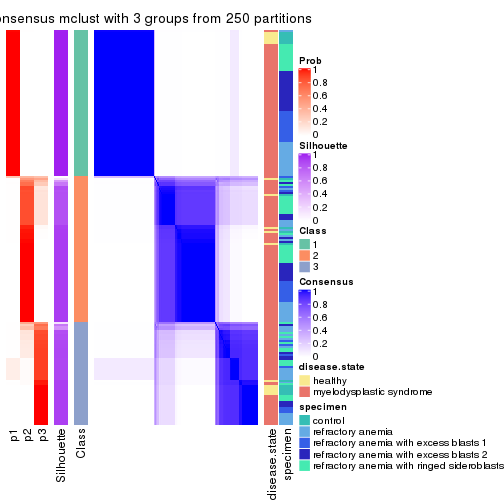 onsensus mclust with 3 groups from 250 partitions
Prob
1
0.8
0.6
0.4
0.2
0
Silhouette
1
0.8
0.6
0.4
0.2
0
Class
1
2
3
Consensus
1
0.8
0.6
0.4
0.2
0
disease.state
healthy
myelodysplastic syndrome
specimen
control
refractory anemia
refractory anemia with excess blasts 1
refractory anemia with excess blasts 2
refractory anemia with ringed sideroblasts
p1
p2
p3
Silhouette
Class
disease.state
specimen